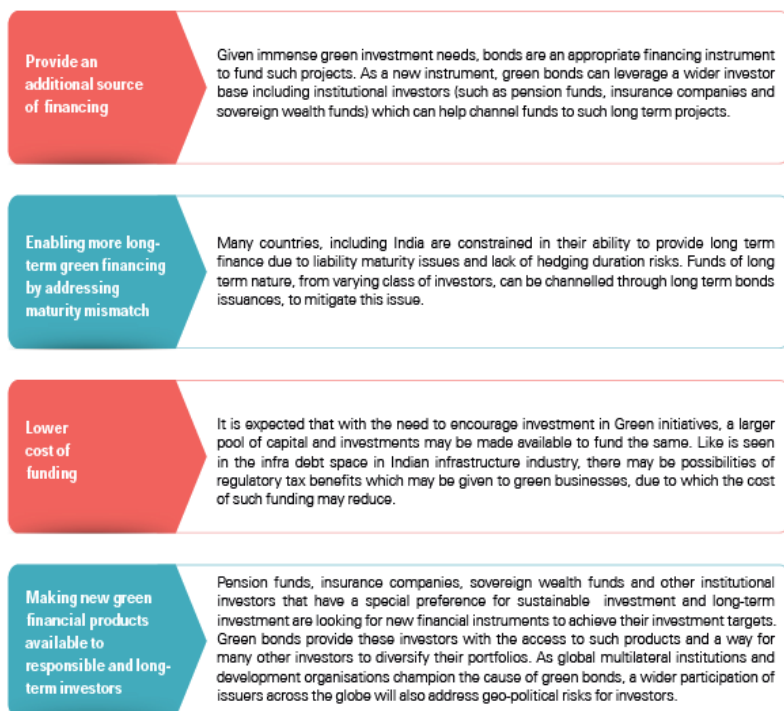 Provide an
additional source
of financing
Given immense green investment needs, bonds are an appropriate financing instrument
to fund such projects. As a new instrument, green bonds can leverage a wider investor
base including institutional investors (such as pension funds, insurance companies and
sovereign wealth funds) which can help channel funds to such long term projects.
Enabling more long-
term green financing
by addressing
maturity mismatch
Many countries, including India are constrained in their ability to provide long term
finance due to liability maturity issues and lack of hedging duration risks. Funds of long
term nature, from varying class of investors, can be channelled through long term bonds
issuances, to mitigate this issue.
Lower
cost of
funding
It is expected that with the need to encourage investment in Green initiatives, a larger
pool of capital and investments may be made available to fund the same. Like is seen
in the infra debt space in Indian infrastructure industry, there may be possibilities of
regulatory tax benefits which may be given to green businesses, due to which the cost
of such funding may reduce.
Making new green
financial products
available to
responsible and long-
term investors
Pension funds, insurance companies, sovereign wealth funds and other institutional
investors that have a special preference for sustainable investment and long-term
investment are looking for new financial instruments to achieve their investment targets.
Green bonds provide these investors with the access to such products and a way for
many other investors to diversify their portfolios. As global multilateral institutions and
development organisations champion the cause of green bonds, a wider participation of
issuers across the globe will also address geo-political risks for investors.